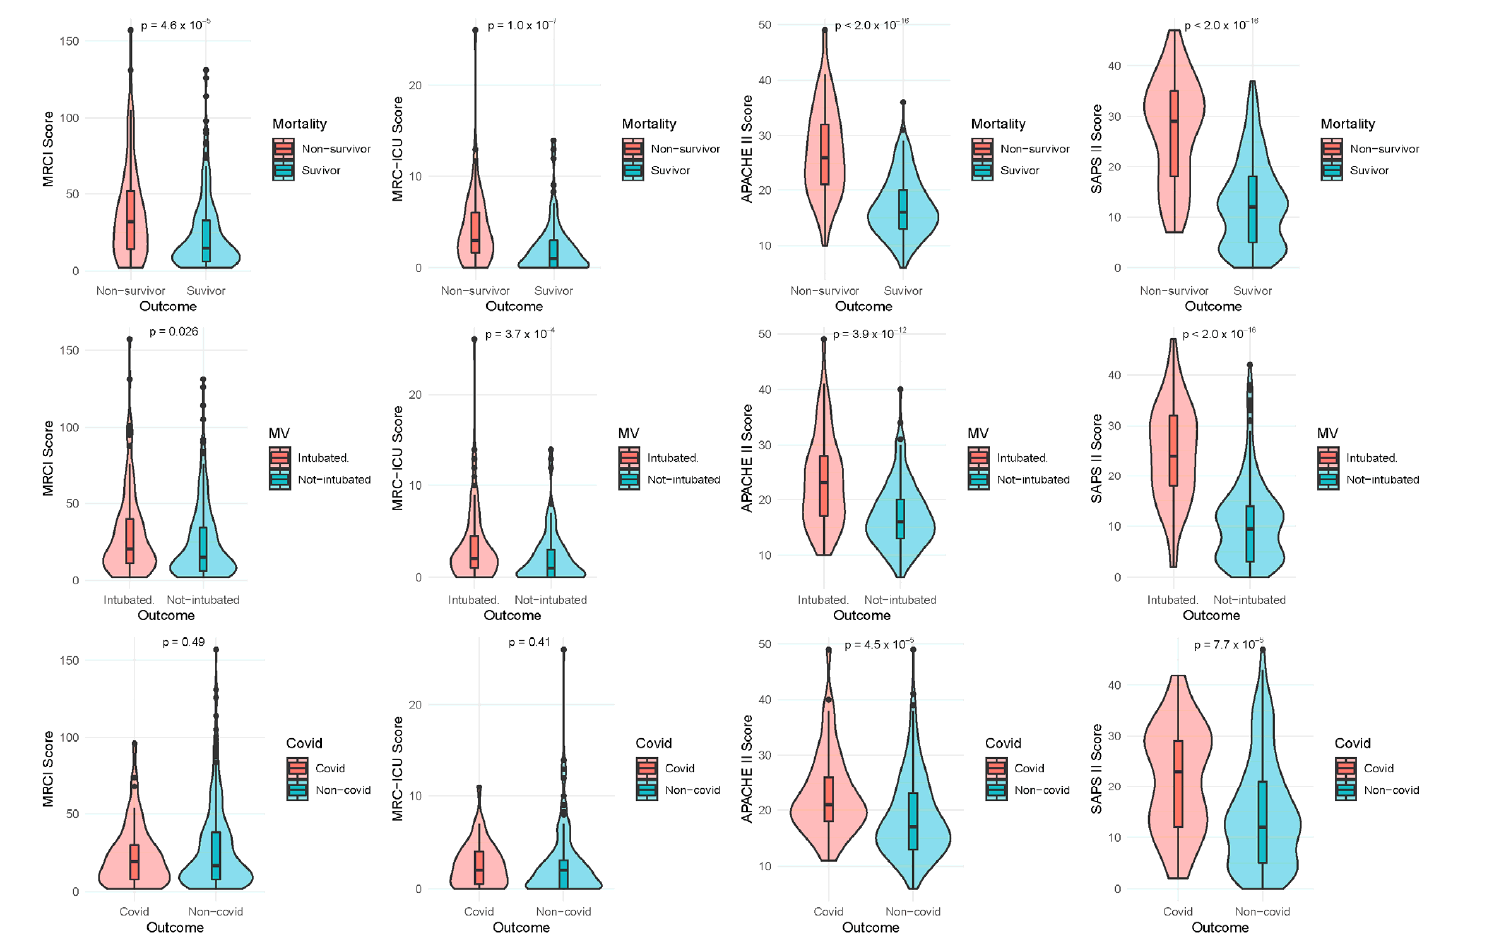 p = 4.6 x 10⁻⁵
MRCI Score
150
100
50
0
Non-survivor
Suvivor
Outcome
Mortality
Non-survivor
Suvivor
p = 1.0 x 10⁻⁷
MRC-ICU Score
20
10
0
Non-survivor
Suvivor
Outcome
Mortality
Non-survivor
Suvivor
p < 2.0 x 10⁻¹⁶
APACHE II Score
50
40
30
20
10
Non-survivor
Suvivor
Outcome
Mortality
Non-survivor
Suvivor
p < 2.0 x 10⁻¹⁶
SAPS II Score
40
30
20
10
0
Non-survivor
Suvivor
Outcome
Mortality
Non-survivor
Suvivor
p = 0.026
MRCI Score
150
100
50
0
Intubated.
Not-intubated
Outcome
MV
Intubated.
Not-intubated
p = 3.7 x 10⁻⁴
MRC-ICU Score
20
10
0
Intubated.
Not-intubated
Outcome
MV
Intubated.
Not-intubated
p = 3.9 x 10⁻¹²
APACHE II Score
50
40
30
20
10
Intubated.
Not-intubated
Outcome
MV
Intubated.
Not-intubated
p < 2.0 x 10⁻¹⁶
SAPS II Score
40
30
20
10
0
Intubated.
Not-intubated
Outcome
MV
Intubated.
Not-intubated
p = 0.49
MRCI Score
150
100
50
0
Covid
Non-covid
Outcome
Covid
Covid
Non-covid
p = 0.41
MRC-ICU Score
20
10
0
Covid
Non-covid
Outcome
Covid
Covid
Non-covid
p = 4.5 x 10⁻⁵
APACHE II Score
50
40
30
20
10
Covid
Non-covid
Outcome
Covid
Covid
Non-covid
p = 7.7 x 10⁻⁵
SAPS II Score
40
30
20
10
0
Covid
Non-covid
Outcome
Covid
Covid
Non-covid